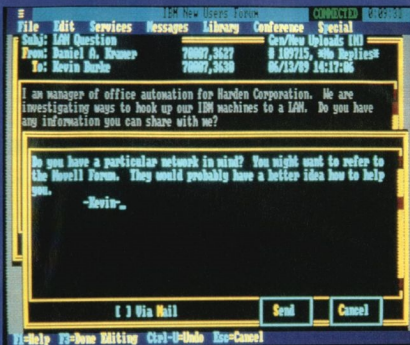 IBM New Users Forum CONNECTED
File Edit Services Messages Library Conference Special
Subj: LAN Question Gen/New Uploads [M]
From: Daniel A. Kramer 70007,3627 # 109715, *No Replies*
To: Kevin Burke 70007,3630 06/13/89 14:17:06
I am manager of office automation for Harden Corporation. We are
investigating ways to hook up our IBM machines to a LAN. Do you have
any information you can share with me?
Do you have a particular network in mind? You might want to refer to
the Novell Forum. They would probably have a better idea how to help
you.
-Kevin-_
[ ] Via Mail Send Cancel
F1=Help F3=Done Editing Ctrl-U=Undo Esc=Cancel